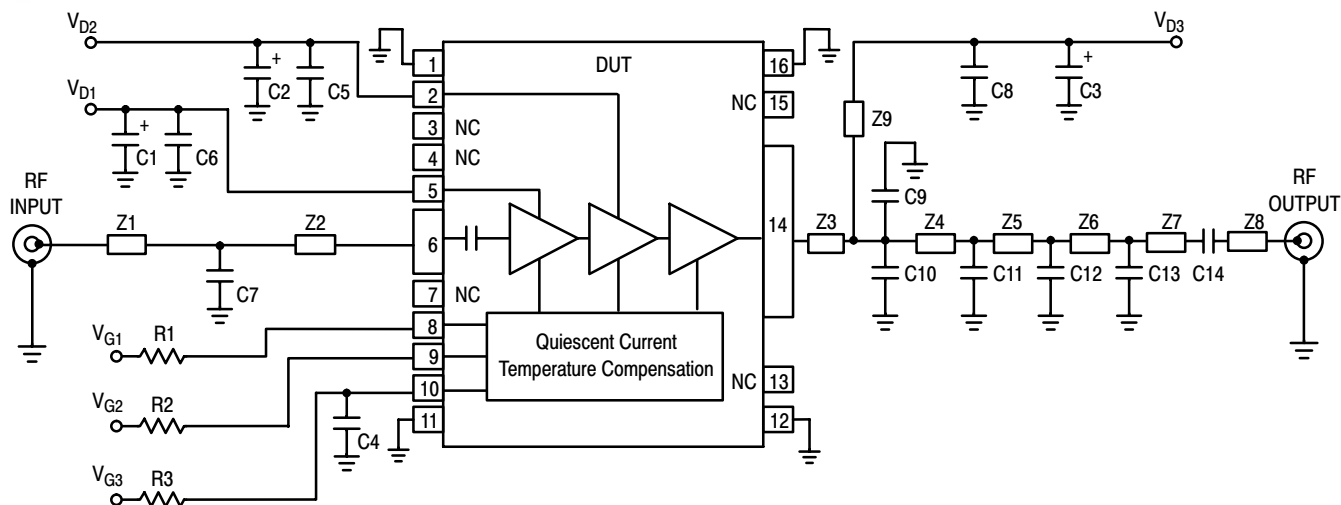 VD2
VD1
C2
+
C5
C1
+
C6
RF
INPUT
Z1
Z2
C7
VG1
R1
VG2
R2
VG3
R3
C4
DUT
1
2
3
NC
4
NC
5
6
7
NC
8
9
10
11
Quiescent Current
Temperature Compensation
16
NC
15
14
NC
13
12
VD3
C8
+
C3
Z9
C9
Z3
Z4
Z5
Z6
Z7
Z8
C10
C11
C12
C13
C14
RF
OUTPUT